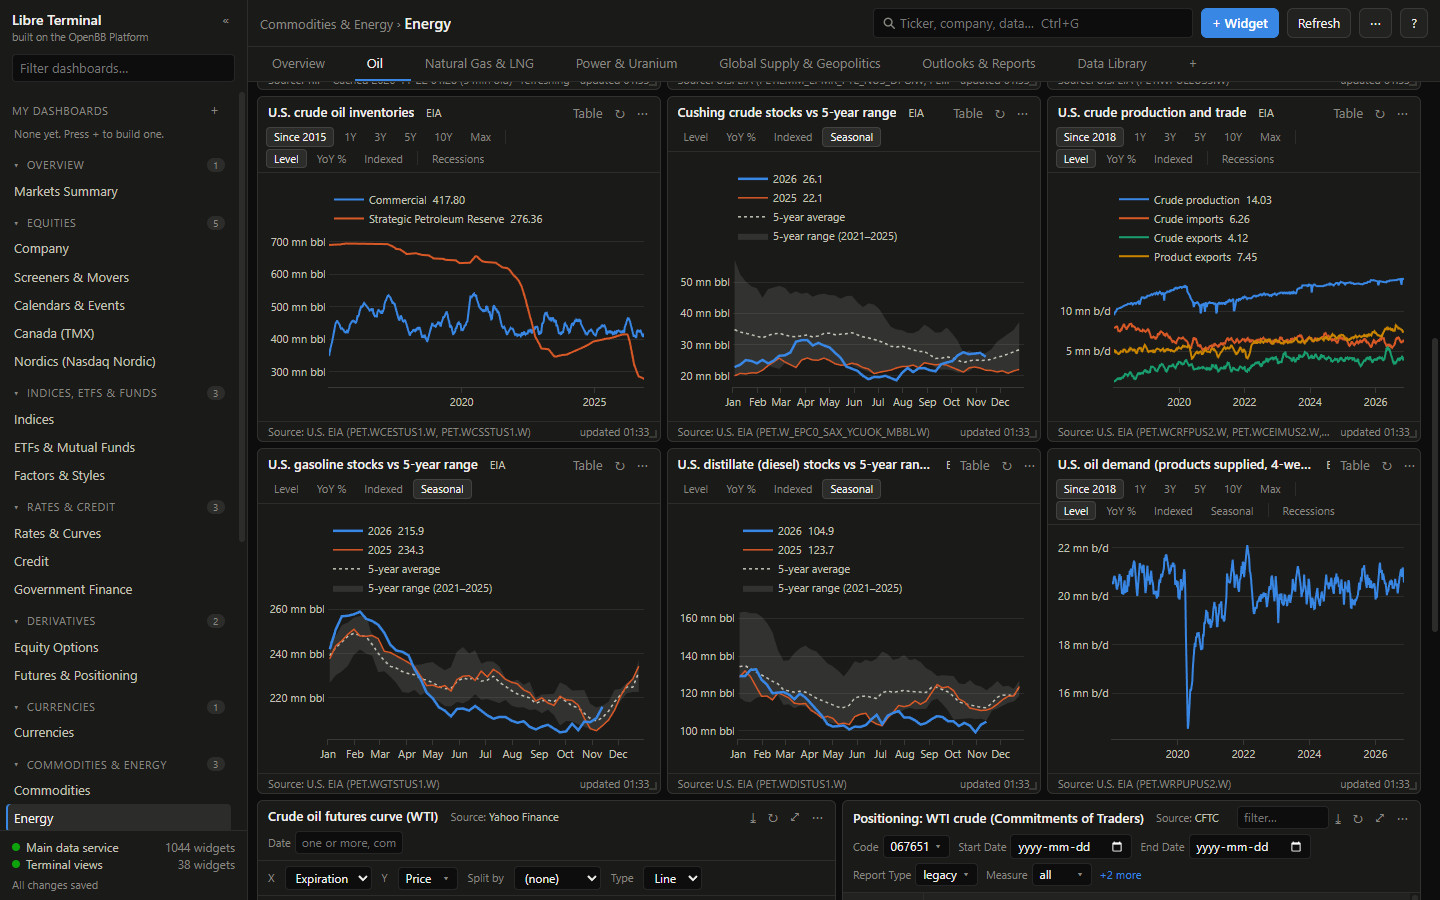 Libre Terminal
«
built on the OpenBB Platform
Filter dashboards...
MY DASHBOARDS +
None yet. Press + to build one.
OVERVIEW 1
Markets Summary
EQUITIES 5
Company
Screeners & Movers
Calendars & Events
Canada (TMX)
Nordics (Nasdaq Nordic)
INDICES, ETFS & FUNDS 3
Indices
ETFs & Mutual Funds
Factors & Styles
RATES & CREDIT 3
Rates & Curves
Credit
Government Finance
DERIVATIVES 2
Equity Options
Futures & Positioning
CURRENCIES 1
Currencies
COMMODITIES & ENERGY 3
Commodities
Energy
Main data service 1044 widgets
Terminal views 38 widgets
All changes saved
Commodities & Energy › Energy
Ticker, company, data... Ctrl+G
+ Widget
Refresh
...
?
Overview
Oil
Natural Gas & LNG
Power & Uranium
Global Supply & Geopolitics
Outlooks & Reports
Data Library
+
U.S. crude oil inventories EIA Table ...
Since 2015 1Y 3Y 5Y 10Y Max
Level YoY % Indexed Recessions
Commercial 417.80
Strategic Petroleum Reserve 276.36
700 mn bbl
600 mn bbl
500 mn bbl
400 mn bbl
300 mn bbl
2020 2025
Source: U.S. EIA (PET.WCESTUS1.W, PET.WCSSTUS1.W) updated 01:33
Cushing crude stocks vs 5-year range EIA Table ...
Level YoY % Indexed Seasonal
2026 26.1
2025 22.1
5-year average
5-year range (2021–2025)
50 mn bbl
40 mn bbl
30 mn bbl
20 mn bbl
Jan Feb Mar Apr May Jun Jul Aug Sep Oct Nov Dec
Source: U.S. EIA (PET.W_EPC0_SAX_YCUOK_MBBL.W) updated 01:33
U.S. crude production and trade EIA Table ...
Since 2018 1Y 3Y 5Y 10Y Max
Level YoY % Indexed Recessions
Crude production 14.03
Crude imports 6.26
Crude exports 4.12
Product exports 7.45
10 mn b/d
5 mn b/d
2020 2022 2024 2026
Source: U.S. EIA (PET.WCRFPUS2.W, PET.WCEIMUS2.W,... updated 01:33
U.S. gasoline stocks vs 5-year range EIA Table ...
Level YoY % Indexed Seasonal
2026 215.9
2025 234.3
5-year average
5-year range (2021–2025)
260 mn bbl
240 mn bbl
220 mn bbl
Jan Feb Mar Apr May Jun Jul Aug Sep Oct Nov Dec
Source: U.S. EIA (PET.WGTSTUS1.W) updated 01:33
U.S. distillate (diesel) stocks vs 5-year ran... E Table ...
Level YoY % Indexed Seasonal
2026 104.9
2025 123.7
5-year average
5-year range (2021–2025)
160 mn bbl
140 mn bbl
120 mn bbl
100 mn bbl
Jan Feb Mar Apr May Jun Jul Aug Sep Oct Nov Dec
Source: U.S. EIA (PET.WDISTUS1.W) updated 01:33
U.S. oil demand (products supplied, 4-we... E Table ...
Since 2018 1Y 3Y 5Y 10Y Max
Level YoY % Indexed Seasonal Recessions
22 mn b/d
20 mn b/d
18 mn b/d
16 mn b/d
2020 2022 2024 2026
Source: U.S. EIA (PET.WRPUPUS2.W) updated 01:33
Crude oil futures curve (WTI) Source: Yahoo Finance ...
Date one or more, com
X Expiration Y Price Split by (none) Type Line
Positioning: WTI crude (Commitments of Traders) Source: CFTC filter... ...
Code 067651 Start Date yyyy-mm-dd End Date yyyy-mm-dd
Report Type legacy Measure all +2 more